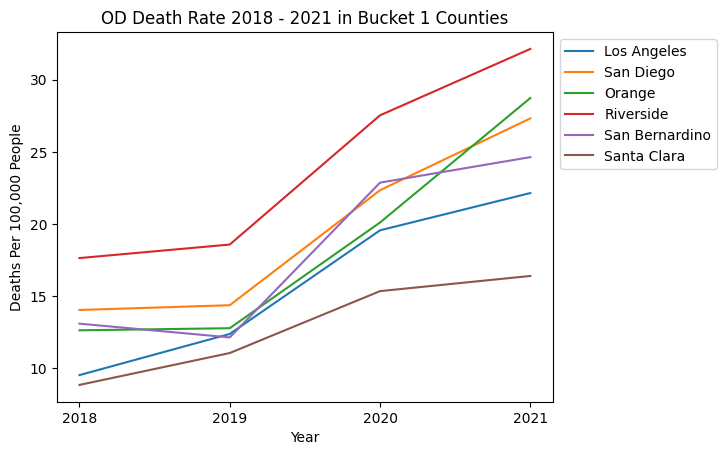 OD Death Rate 2018 - 2021 in Bucket 1 Counties
Deaths Per 100,000 People
30
25
20
15
10
2018 2019 2020 2021
Year
Los Angeles
San Diego
Orange
Riverside
San Bernardino
Santa Clara